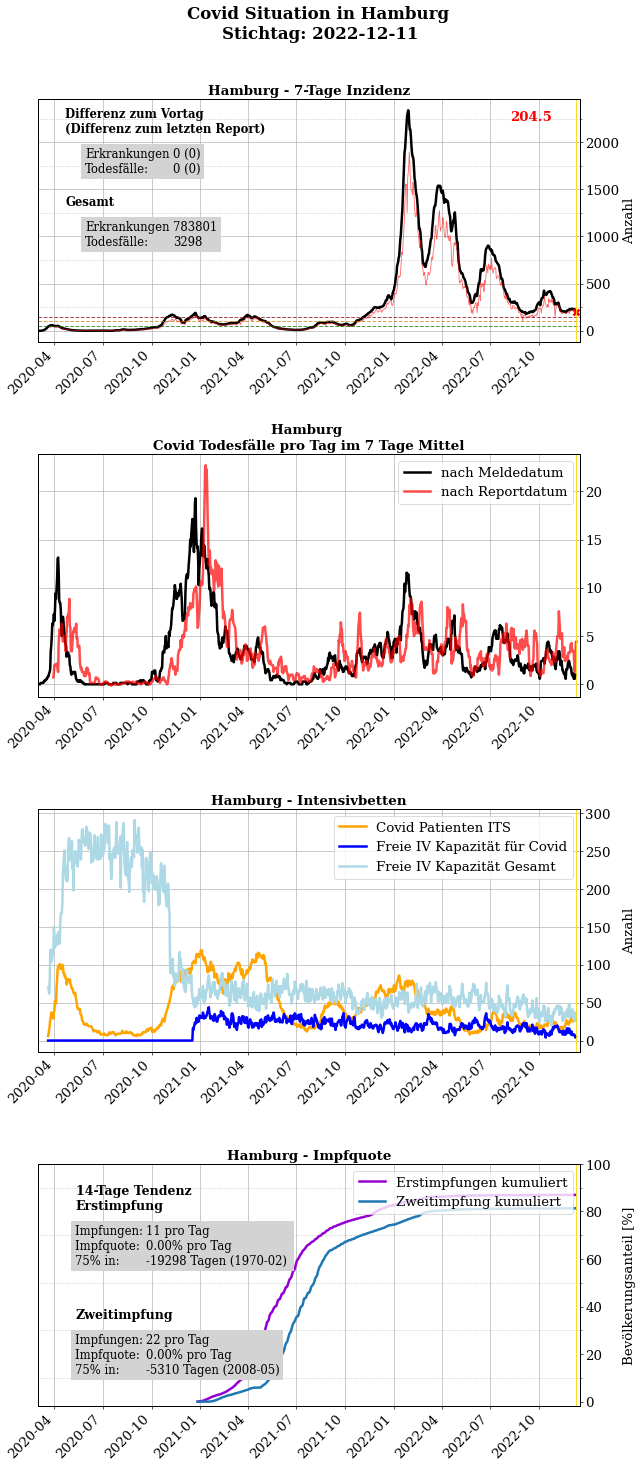 Covid Situation in Hamburg
Stichtag: 2022-12-11
Hamburg - 7-Tage Inzidenz
Differenz zum Vortag
(Differenz zum letzten Report)
Erkrankungen 0 (0)
Todesfälle: 0 (0)
Gesamt
Erkrankungen 783801
Todesfälle: 3298
204.5
2000
1500
1000
500
0
Anzahl
2020-04 2020-07 2020-10 2021-01 2021-04 2021-07 2021-10 2022-01 2022-04 2022-07 2022-10
Hamburg
Covid Todesfälle pro Tag im 7 Tage Mittel
nach Meldedatum
nach Reportdatum
20
15
10
5
0
2020-04 2020-07 2020-10 2021-01 2021-04 2021-07 2021-10 2022-01 2022-04 2022-07 2022-10
Hamburg - Intensivbetten
Covid Patienten ITS
Freie IV Kapazität für Covid
Freie IV Kapazität Gesamt
300
250
200
150
100
50
0
Anzahl
2020-04 2020-07 2020-10 2021-01 2021-04 2021-07 2021-10 2022-01 2022-04 2022-07 2022-10
Hamburg - Impfquote
14-Tage Tendenz
Erstimpfung
Impfungen: 11 pro Tag
Impfquote: 0.00% pro Tag
75% in: -19298 Tagen (1970-02)
Zweitimpfung
Impfungen: 22 pro Tag
Impfquote: 0.00% pro Tag
75% in: -5310 Tagen (2008-05)
Erstimpfungen kumuliert
Zweitimpfung kumuliert
100
80
60
40
20
0
Bevölkerungsanteil [%]
2020-04 2020-07 2020-10 2021-01 2021-04 2021-07 2021-10 2022-01 2022-04 2022-07 2022-10